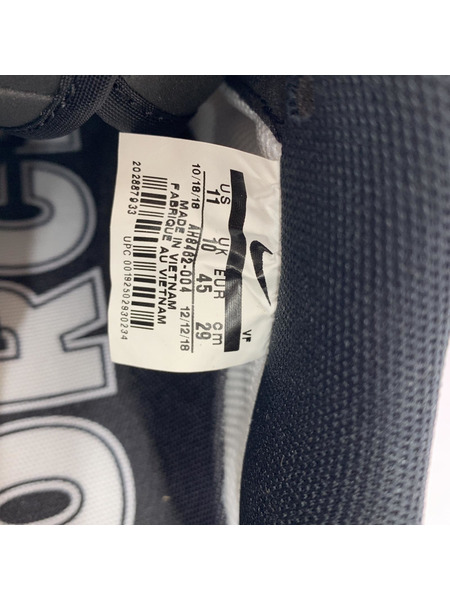 US UK EUR cm
11 10 45 29
VF
10/18/18 AH8462-004 12/12/18
MADE IN VIETNAM
FABRIQUE AU VIETNAM
202887933
UPC 00192502930234
ORC